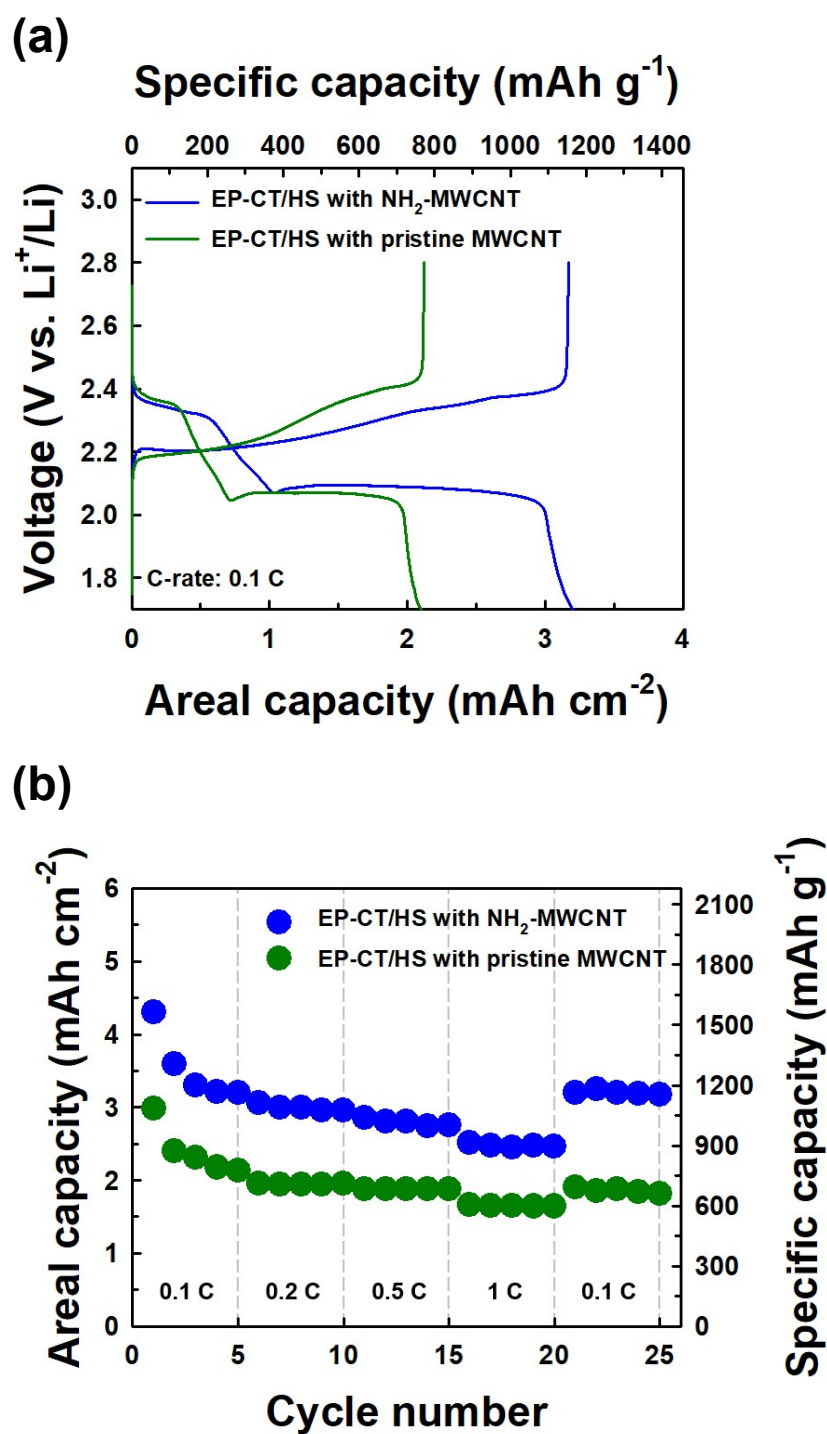 (a)
Specific capacity (mAh g⁻¹)
0 200 400 600 800 1000 1200 1400
Voltage (V vs. Li⁺/Li)
3.0
2.8
2.6
2.4
2.2
2.0
1.8
EP-CT/HS with NH₂-MWCNT
EP-CT/HS with pristine MWCNT
C-rate: 0.1 C
0 1 2 3 4
Areal capacity (mAh cm⁻²)
(b)
Areal capacity (mAh cm⁻²)
6
5
4
3
2
1
0
EP-CT/HS with NH₂-MWCNT
EP-CT/HS with pristine MWCNT
0.1 C 0.2 C 0.5 C 1 C 0.1 C
2100
1800
1500
1200
900
600
300
0
Specific capacity (mAh g⁻¹)
0 5 10 15 20 25
Cycle number